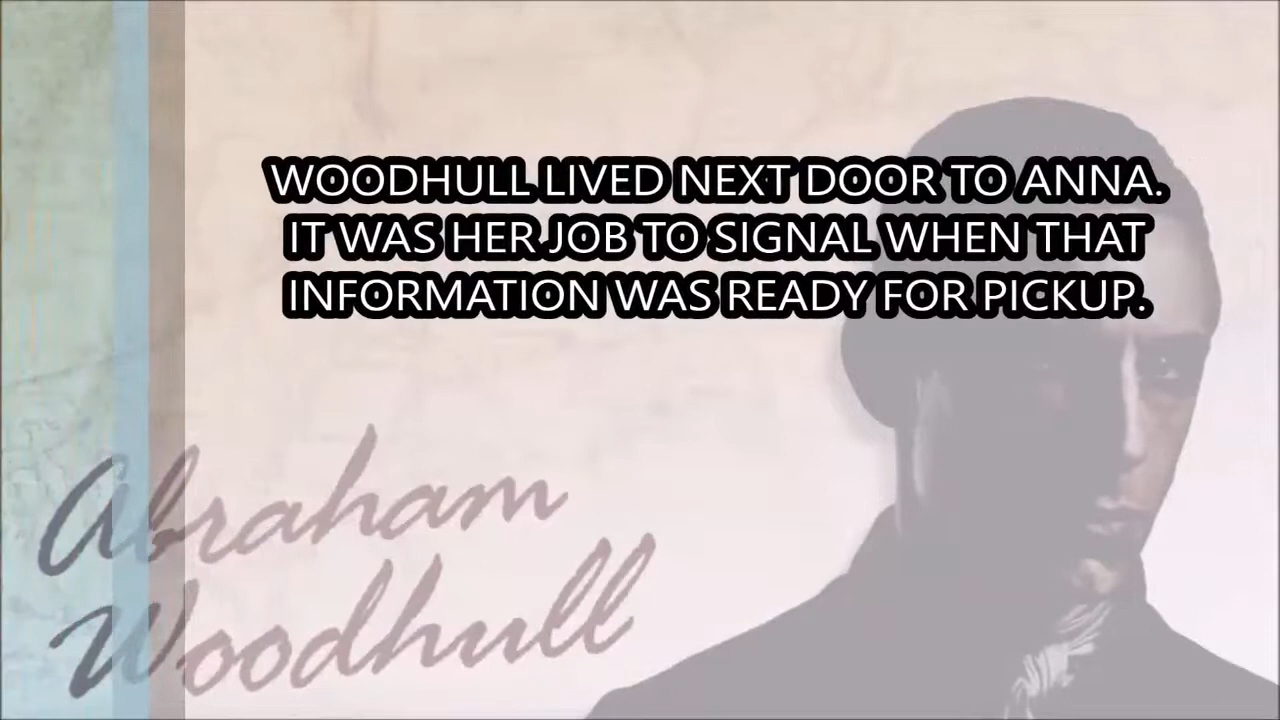 WOODHULL LIVED NEXT DOOR TO ANNA.
IT WAS HER JOB TO SIGNAL WHEN THAT
INFORMATION WAS READY FOR PICKUP.
Abraham
Woodhull